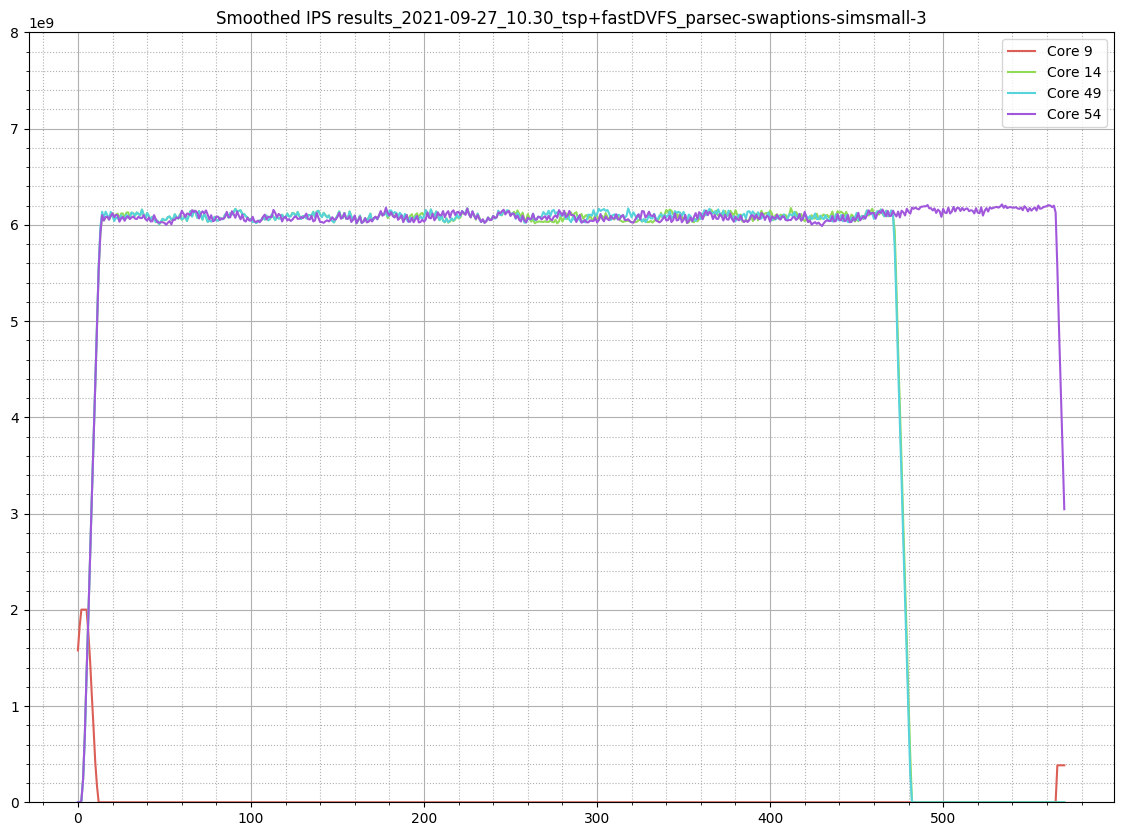 Smoothed IPS results_2021-09-27_10.30_tsp+fastDVFS_parsec-swaptions-simsmall-3
1e9
8
7
6
5
4
3
2
1
0
0 100 200 300 400 500
Core 9
Core 14
Core 49
Core 54